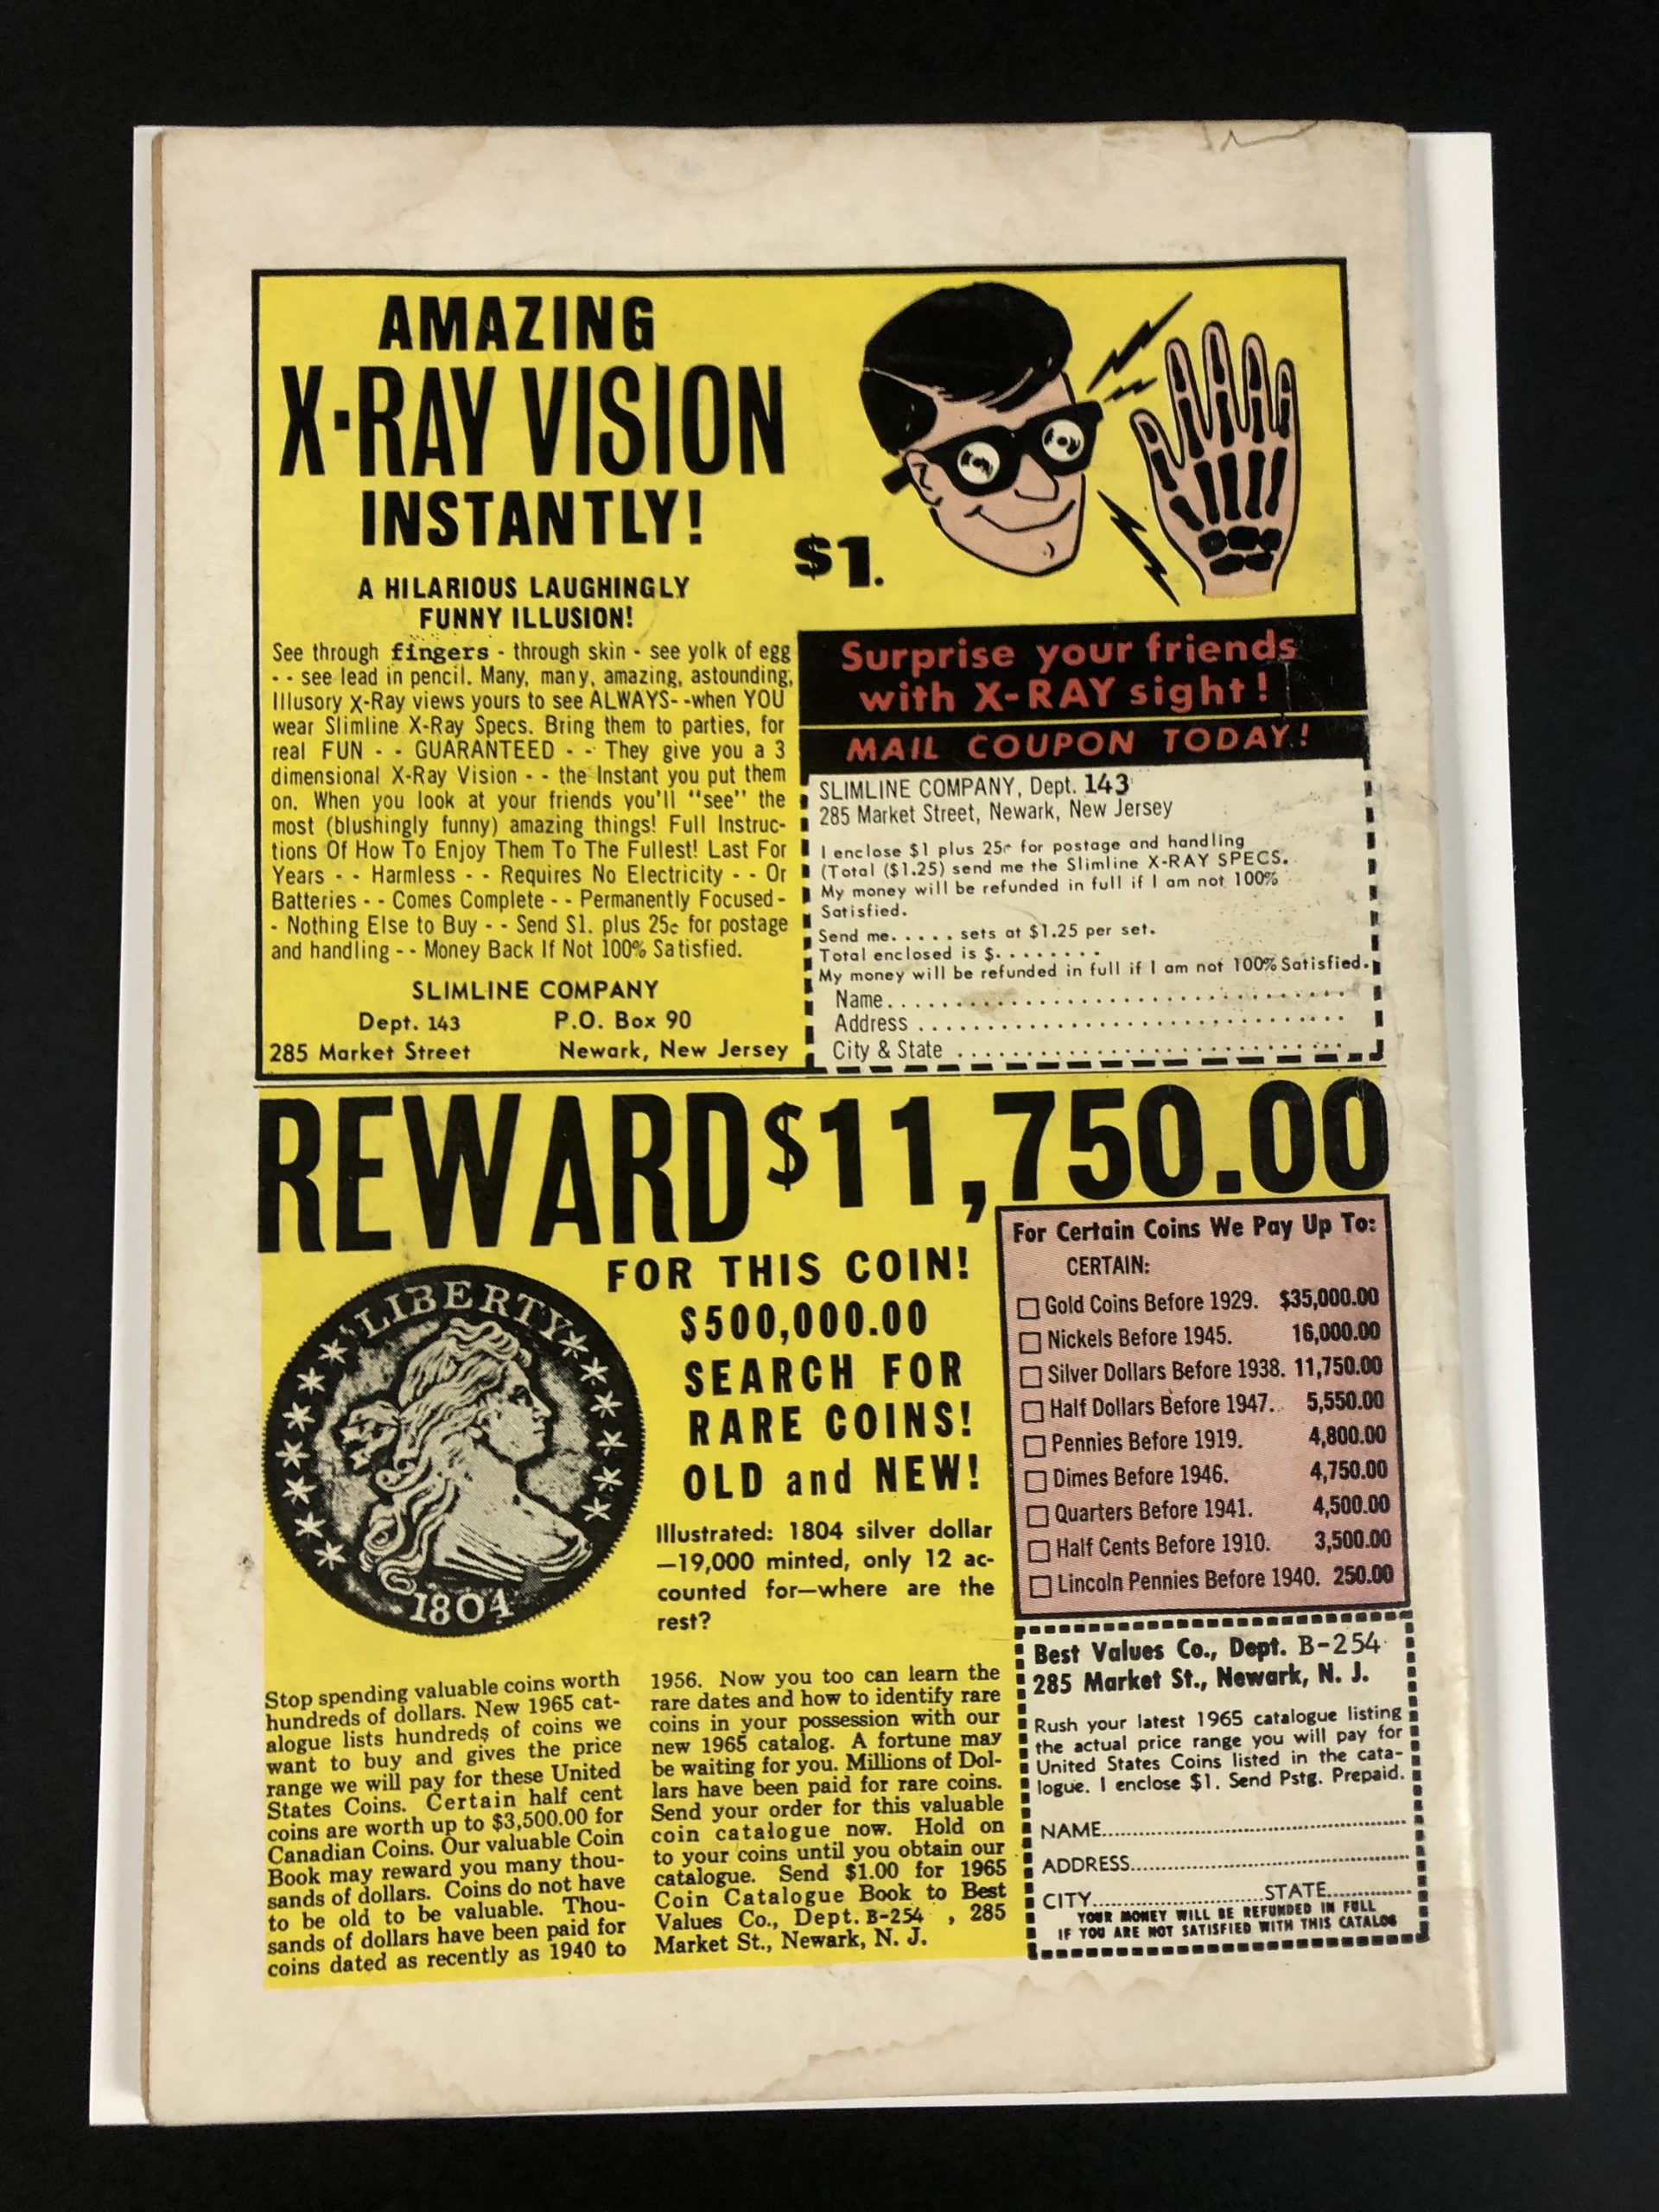 AMAZING
X-RAY VISION
INSTANTLY!
A HILARIOUS LAUGHINGLY
FUNNY ILLUSION!
$1.
See through fingers - through skin - see yolk of egg
- - see lead in pencil. Many, many, amazing, astounding,
Illusory X-Ray views yours to see ALWAYS- -when YOU
wear Slimline X-Ray Specs. Bring them to parties, for
real FUN - - GUARANTEED - - They give you a 3
dimensional X-Ray Vision - - the Instant you put them
on. When you look at your friends you'll "see" the
most (blushingly funny) amazing things! Full Instruc-
tions Of How To Enjoy Them To The Fullest! Last For
Years - - Harmless - - Requires No Electricity - - Or
Batteries - - Comes Complete - - Permanently Focused -
- Nothing Else to Buy - - Send $1. plus 25c for postage
and handling - - Money Back If Not 100% Satisfied.
SLIMLINE COMPANY
Dept. 143 P.O. Box 90
285 Market Street Newark, New Jersey
Surprise your friends
with X-RAY sight!
MAIL COUPON TODAY!
SLIMLINE COMPANY, Dept. 143
285 Market Street, Newark, New Jersey
I enclose $1 plus 25c for postage and handling
(Total ($1.25) send me the Slimline X-RAY SPECS.
My money will be refunded in full if I am not 100%
Satisfied.
Send me. . . . . sets at $1.25 per set.
Total enclosed is $. . . . . . . .
My money will be refunded in full if I am not 100% Satisfied.
Name. . . . . . . . . . . . . . . . . . . . . . . . . . . . . . .
Address . . . . . . . . . . . . . . . . . . . . . . . . . . . . .
City & State . . . . . . . . . . . . . . . . . . . . . . . . . .
REWARD $11,750.00
FOR THIS COIN!
$500,000.00
SEARCH FOR
RARE COINS!
OLD and NEW!
LIBERTY
1804
Illustrated: 1804 silver dollar
—19,000 minted, only 12 ac-
counted for—where are the
rest?
Stop spending valuable coins worth
hundreds of dollars. New 1965 cat-
alogue lists hundreds of coins we
want to buy and gives the price
range we will pay for these United
States Coins. Certain half cent
coins are worth up to $3,500.00 for
Canadian Coins. Our valuable Coin
Book may reward you many thou-
sands of dollars. Coins do not have
to be old to be valuable. Thou-
sands of dollars have been paid for
coins dated as recently as 1940 to
1956. Now you too can learn the
rare dates and how to identify rare
coins in your possession with our
new 1965 catalog. A fortune may
be waiting for you. Millions of Dol-
lars have been paid for rare coins.
Send your order for this valuable
coin catalogue now. Hold on
to your coins until you obtain our
catalogue. Send $1.00 for 1965
Coin Catalogue Book to Best
Values Co., Dept. B-254 , 285
Market St., Newark, N. J.
For Certain Coins We Pay Up To:
CERTAIN:
Gold Coins Before 1929. $35,000.00
Nickels Before 1945. 16,000.00
Silver Dollars Before 1938. 11,750.00
Half Dollars Before 1947. 5,550.00
Pennies Before 1919. 4,800.00
Dimes Before 1946. 4,750.00
Quarters Before 1941. 4,500.00
Half Cents Before 1910. 3,500.00
Lincoln Pennies Before 1940. 250.00
Best Values Co., Dept. B-254
285 Market St., Newark, N. J.
Rush your latest 1965 catalogue listing
the actual price range you will pay for
United States Coins listed in the cata-
logue. I enclose $1. Send Pstg. Prepaid.
NAME..................................................
ADDRESS.............................................
CITY..............................STATE..............
YOUR MONEY WILL BE REFUNDED IN FULL
IF YOU ARE NOT SATISFIED WITH THIS CATALOG